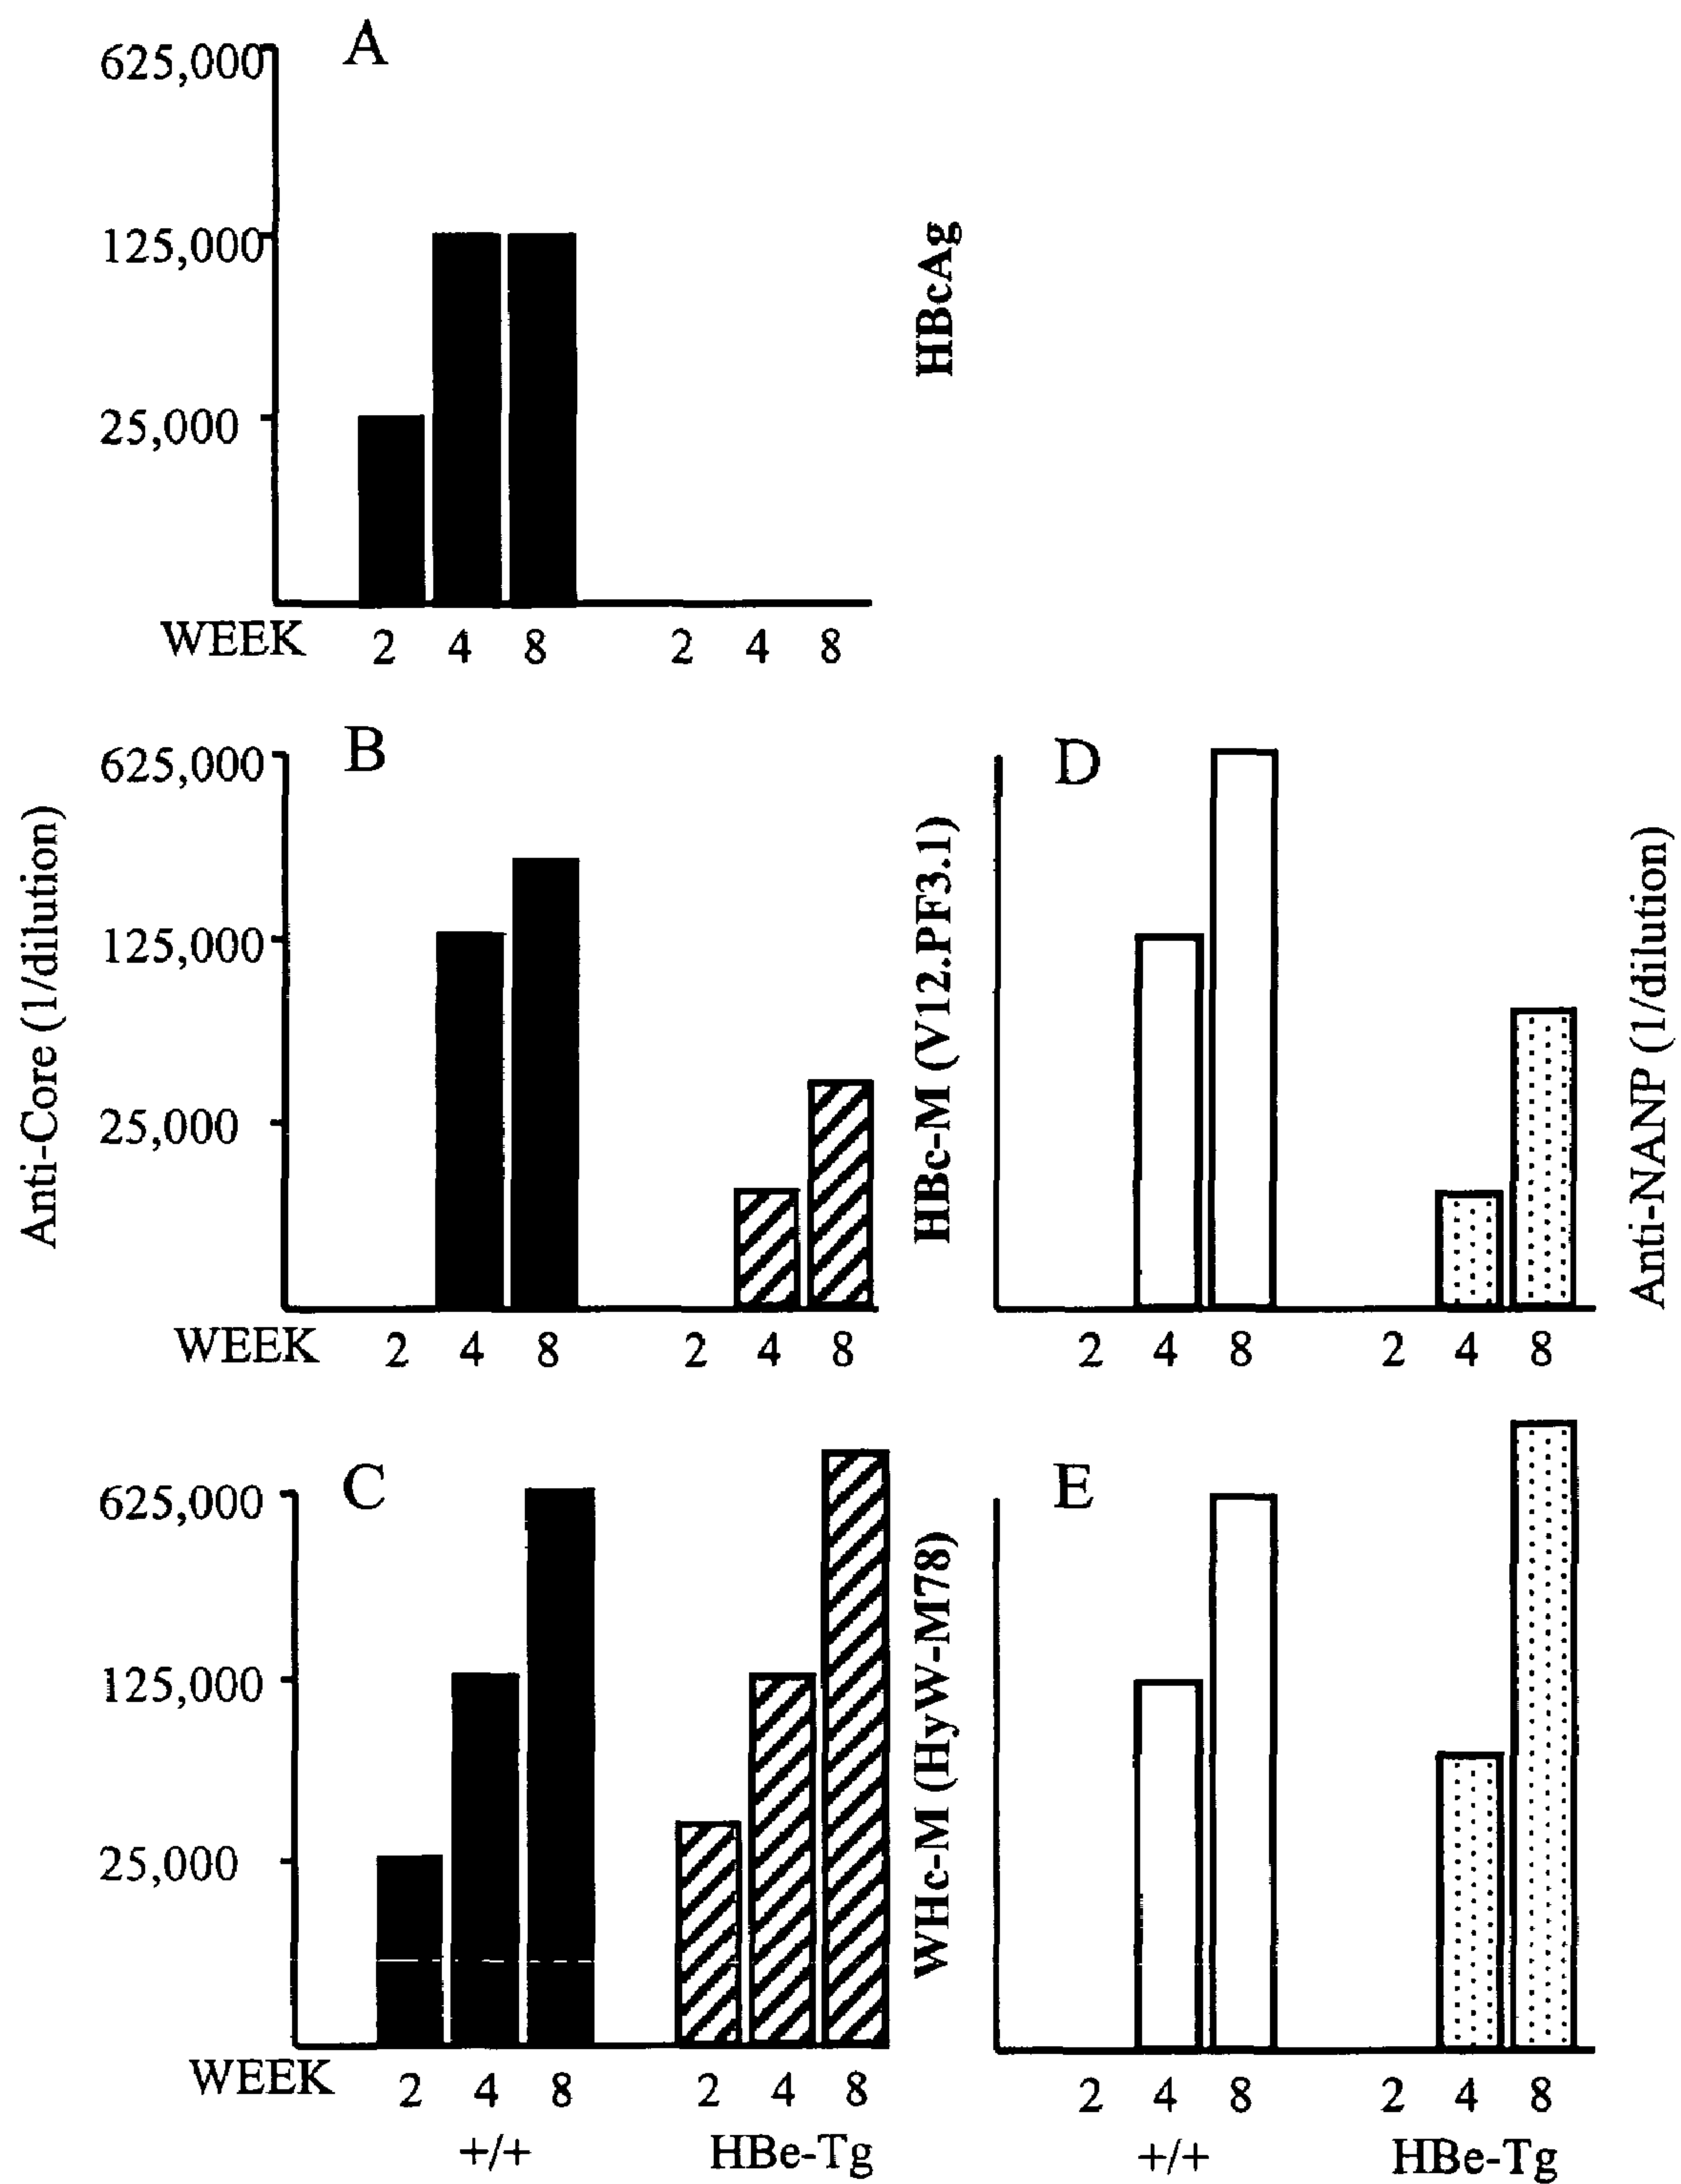 A
625,000
125,000
25,000
HBcAg
WEEK 2 4 8 2 4 8
B
625,000
125,000
25,000
Anti-Core (1/dilution)
HBc-M (V12.PF3.1)
D
Anti-NANP (1/dilution)
WEEK 2 4 8 2 4 8
2 4 8 2 4 8
C
625,000
125,000
25,000
WHc-M (HyW-M78)
E
WEEK 2 4 8 2 4 8
+/+ HBe-Tg
2 4 8 2 4 8
+/+ HBe-Tg